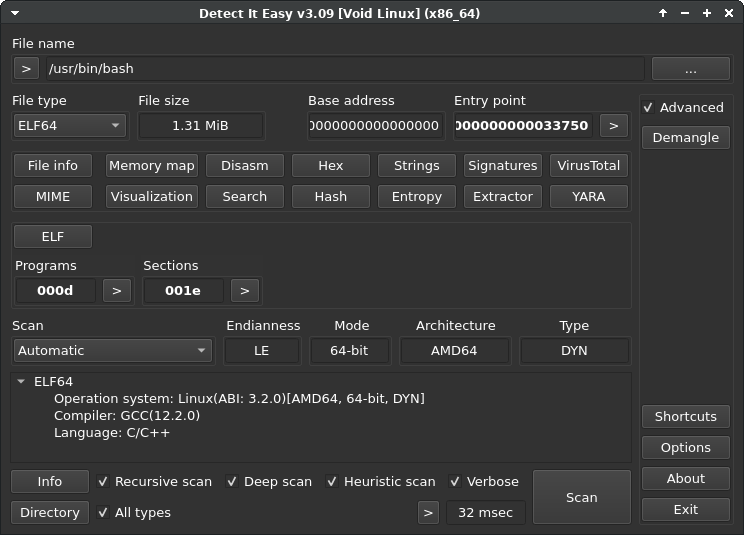 Detect It Easy v3.09 [Void Linux] (x86_64)
File name
> /usr/bin/bash ...
File type File size Base address Entry point Advanced
ELF64 1.31 MiB 0000000000000000 000000000033750 >
Demangle
File info Memory map Disasm Hex Strings Signatures VirusTotal
MIME Visualization Search Hash Entropy Extractor YARA
ELF
Programs Sections
000d > 001e >
Scan Endianness Mode Architecture Type
Automatic LE 64-bit AMD64 DYN
ELF64
Operation system: Linux(ABI: 3.2.0)[AMD64, 64-bit, DYN]
Compiler: GCC(12.2.0)
Language: C/C++
Shortcuts
Options
About
Exit
Info Recursive scan Deep scan Heuristic scan Verbose Scan
Directory All types > 32 msec